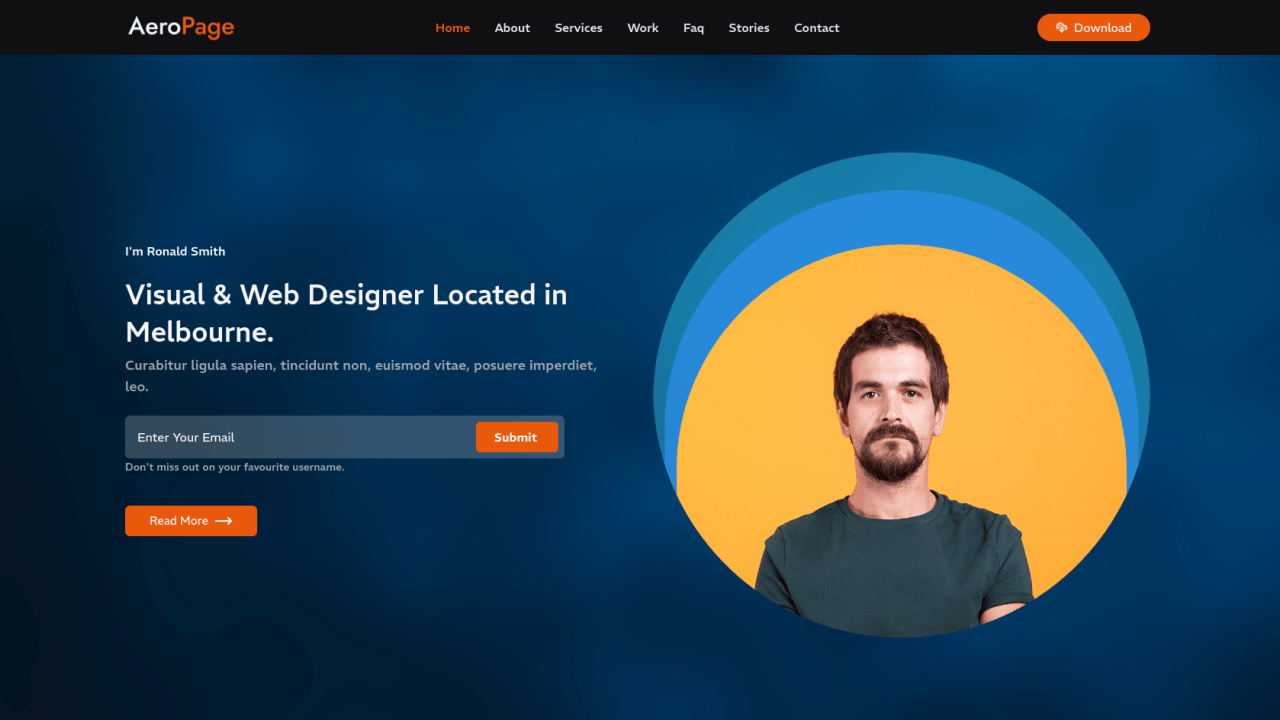 AeroPage
Home
About
Services
Work
Faq
Stories
Contact
Download
I'm Ronald Smith
Visual & Web Designer Located in
Melbourne.
Curabitur ligula sapien, tincidunt non, euismod vitae, posuere imperdiet,
leo.
Enter Your Email
Submit
Don't miss out on your favourite username.
Read More